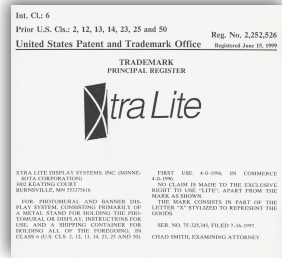 Int. Cl.: 6
Prior U.S. Cls.: 2, 12, 13, 14, 23, 25 and 50
Reg. No. 2,252,526
United States Patent and Trademark Office
Registered June 15, 1999
TRADEMARK
PRINCIPAL REGISTER
Xtra Lite
XTRA LITE DISPLAY SYSTEMS, INC. (MINNE-
SOTA CORPORATION)
3002 KEATING COURT
BURNSVILLE, MN 553375616
FOR: PHOTOMURAL AND BANNER DIS-
PLAY SYSTEM, CONSISTING PRIMARILY OF
A METAL STAND FOR HOLDING THE PHO-
TOMURAL OR DISPLAY, INSTRUCTIONS FOR
USE, AND A SHIPPING CONTAINER FOR
HOLDING ALL OF THE FOREGOING, IN
CLASS 6 (U.S. CLS. 2, 12, 13, 14, 23, 25 AND 50).
FIRST USE 4-0-1996, IN COMMERCE
4-0-1996.
NO CLAIM IS MADE TO THE EXCLUSIVE
RIGHT TO USE "LITE", APART FROM THE
MARK AS SHOWN.
THE MARK CONSISTS IN PART OF THE
LETTER "X" STYLIZED TO REPRESENT THE
GOODS.
SER. NO. 75-325,345, FILED 7-16-1997.
CHAD SMITH, EXAMINING ATTORNEY